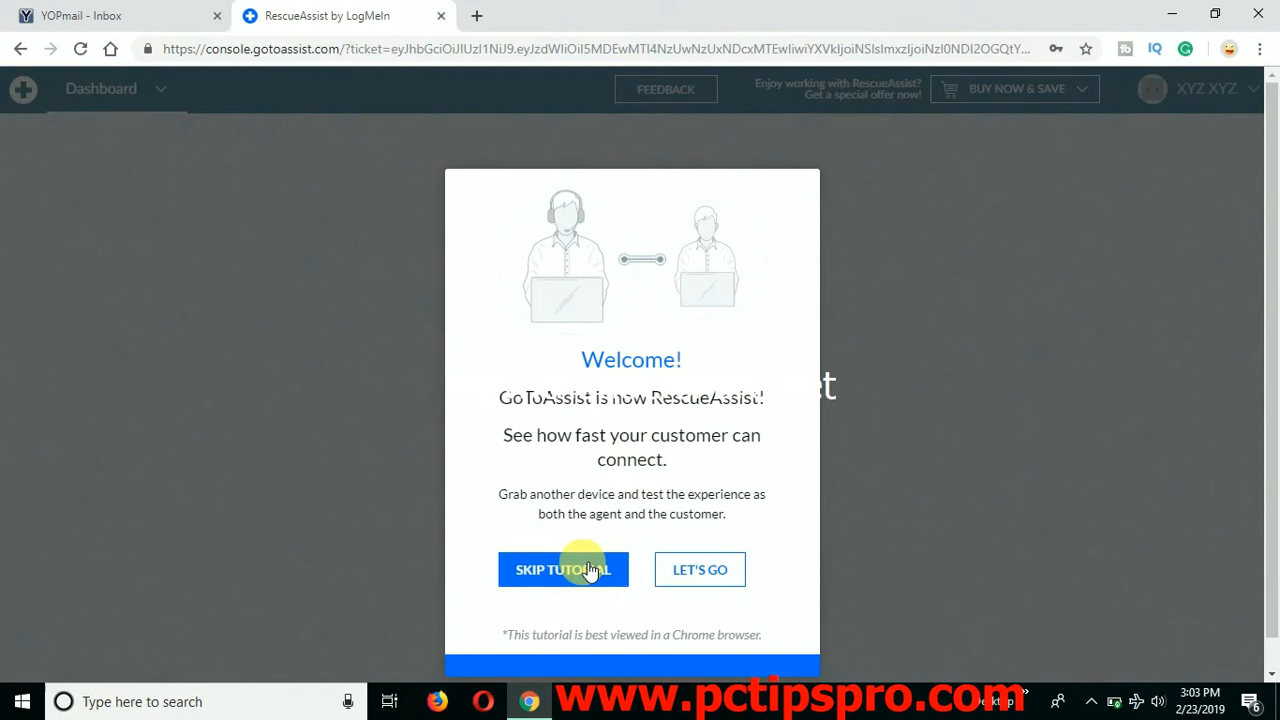 YOPmail - Inbox
RescueAssist by LogMeIn
https://console.gotoassist.com/?ticket=eyJhbGciOiJIUzI1NiJ9.eyJzdWIiOiI5MDEwMTI4NzUwNzUxNDcxMTEwIiwiYXVkIjoiNSIsImxzIjoiNzI0NDI2OGQtY...
Dashboard
FEEDBACK
Enjoy working with RescueAssist?
Get a special offer now!
BUY NOW & SAVE
XYZ XYZ
Welcome!
GoToAssist is now RescueAssist!
et
See how fast your customer can
connect.
Grab another device and test the experience as
both the agent and the customer.
SKIP TUTORIAL
LET'S GO
*This tutorial is best viewed in a Chrome browser.
Type here to search
www.pctipspro.com
3:03 PM
2/23/2019
6